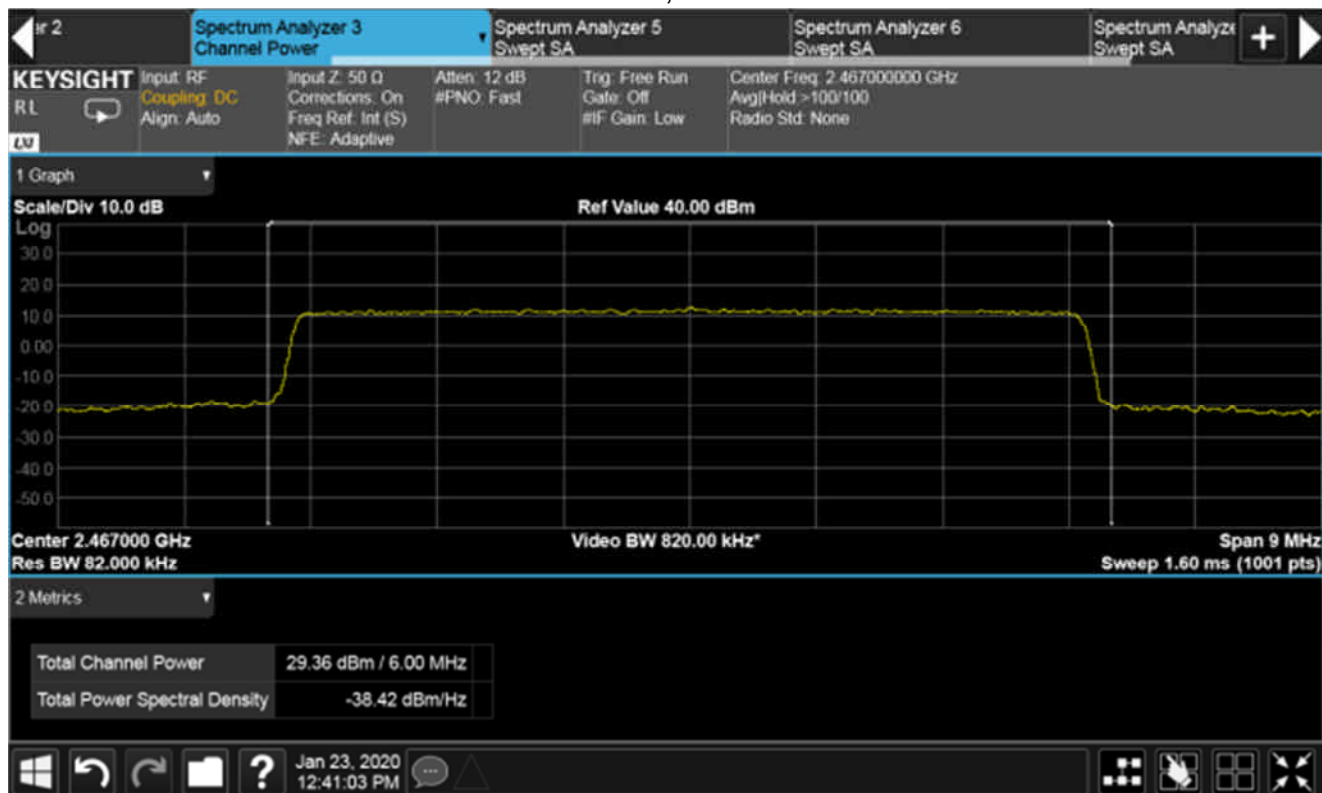 er 2
Spectrum Analyzer 3
Channel Power
Spectrum Analyzer 5
Swept SA
Spectrum Analyzer 6
Swept SA
Spectrum Analyze
Swept SA
+
KEYSIGHT
RL
LXI
Input: RF
Coupling: DC
Align: Auto
Input Z: 50 Ω
Corrections: On
Freq Ref: Int (S)
NFE: Adaptive
Atten: 12 dB
#PNO: Fast
Trig: Free Run
Gate: Off
#IF Gain: Low
Center Freq: 2.467000000 GHz
Avg|Hold:>100/100
Radio Std: None
1 Graph
Scale/Div 10.0 dB
Ref Value 40.00 dBm
Log
30.0
20.0
10.0
0.00
-10.0
-20.0
-30.0
-40.0
-50.0
Center 2.467000 GHz
Video BW 820.00 kHz*
Span 9 MHz
Res BW 82.000 kHz
Sweep 1.60 ms (1001 pts)
2 Metrics
Total Channel Power 29.36 dBm / 6.00 MHz
Total Power Spectral Density -38.42 dBm/Hz
?
Jan 23, 2020
12:41:03 PM